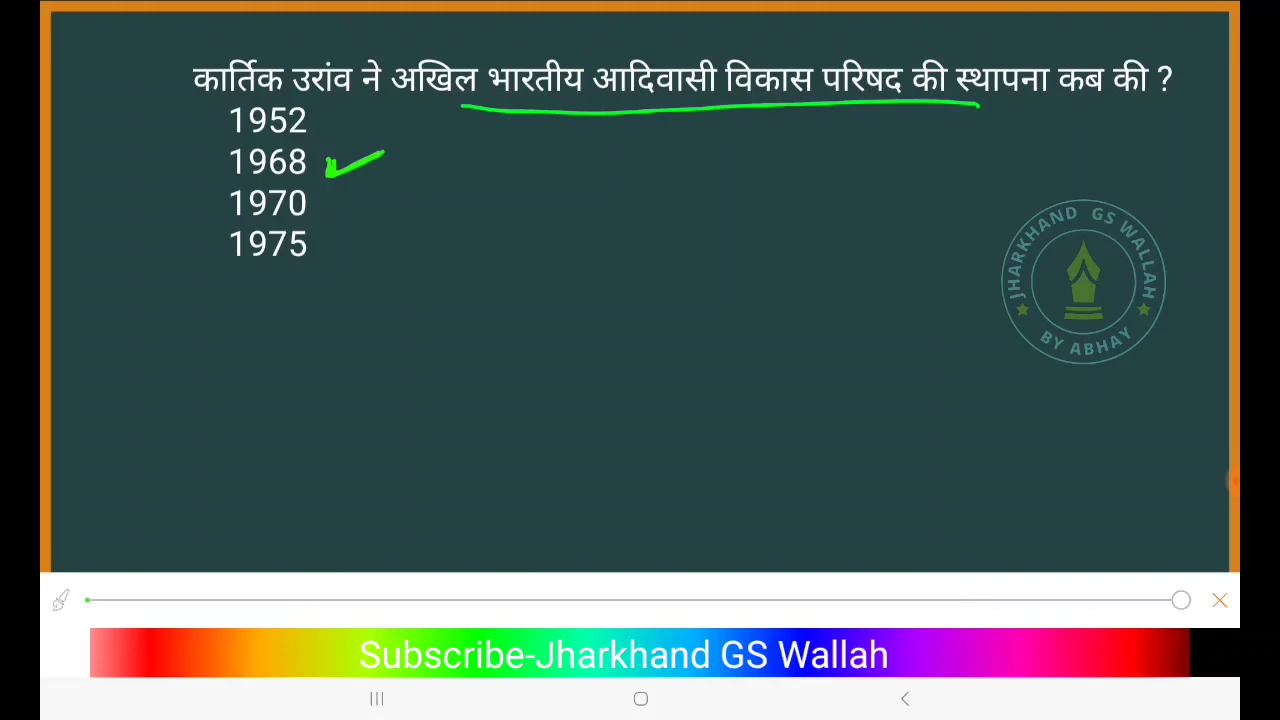 कार्तिक उरांव ने अखिल भारतीय आदिवासी विकास परिषद की स्थापना कब की ?
1952
1968
1970
1975
JHARKHAND GS WALLAH
BY ABHAY
Subscribe-Jharkhand GS Wallah